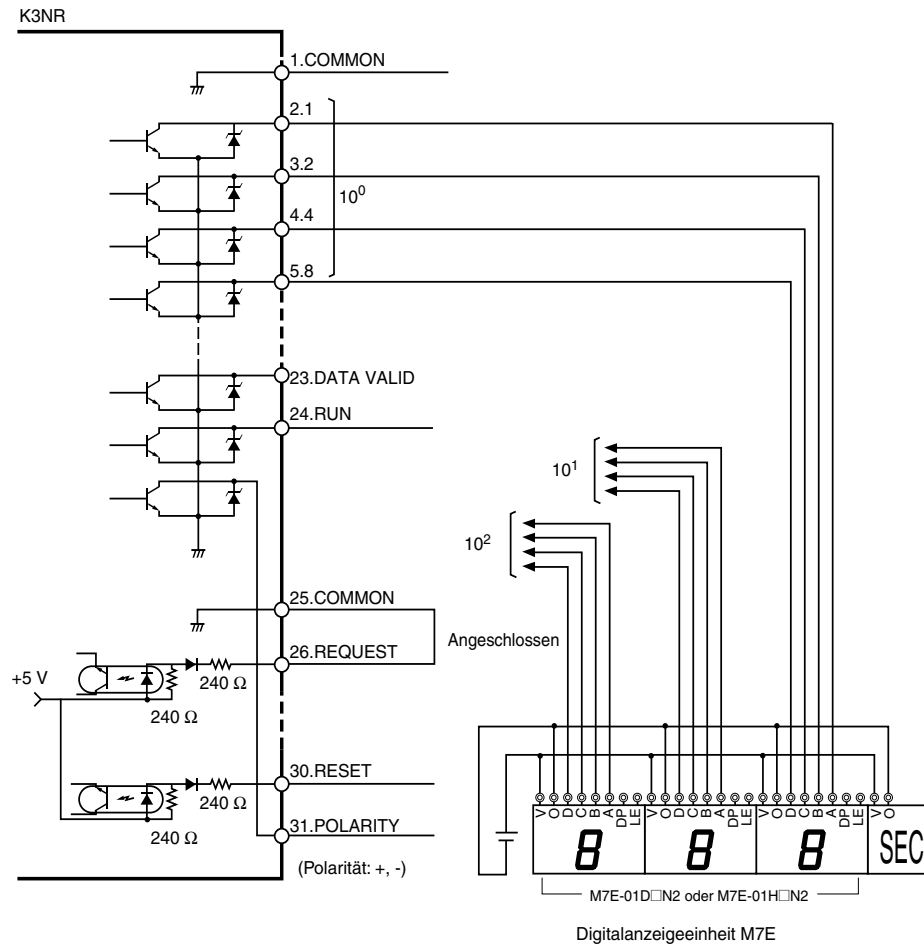 K3NR
1.COMMON
2.1
3.2
10⁰
4.4
5.8
23.DATA VALID
24.RUN
10¹
10²
25.COMMON
Angeschlossen
26.REQUEST
+5 V
240 Ω
240 Ω
30.RESET
240 Ω
240 Ω
31.POLARITY
(Polarität: +, -)
V O D C B A DP LE V O D C B A DP LE V O D C B A DP LE V O
8 8 8 SEC
M7E-01D□N2 oder M7E-01H□N2
Digitalanzeigeeinheit M7E